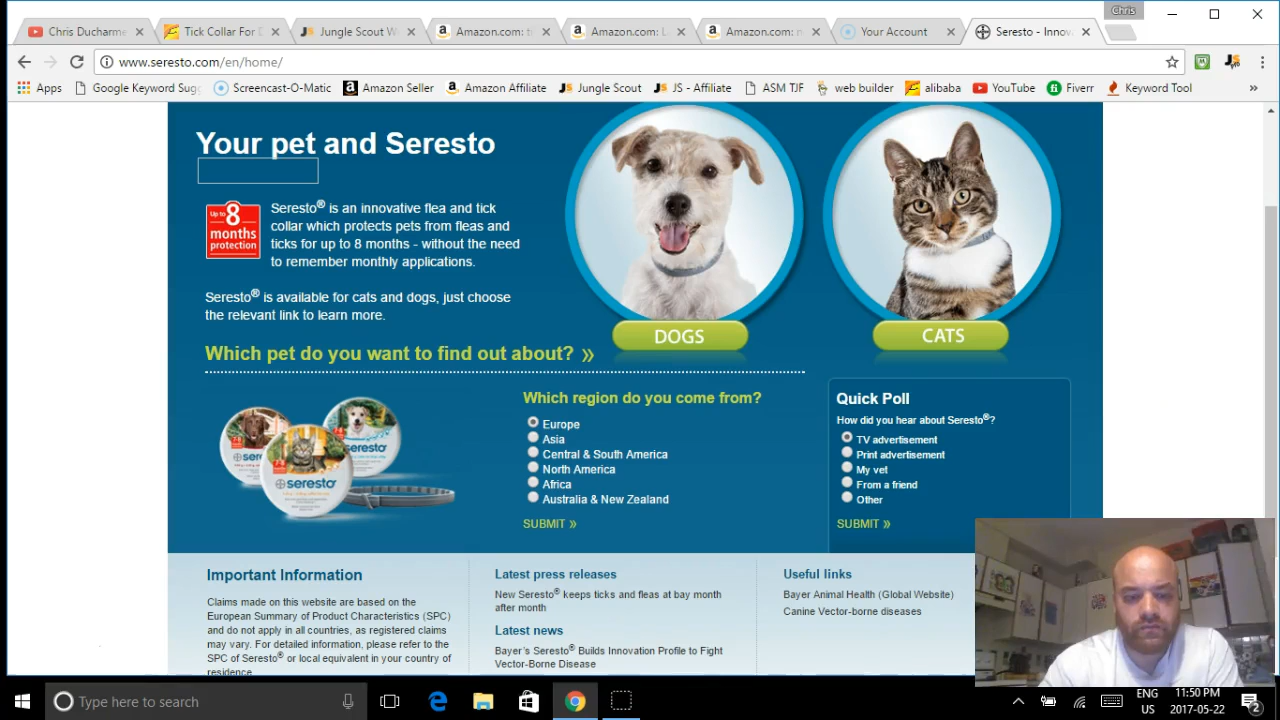 Chris
Chris Ducharme
Tick Collar For D
Jungle Scout W
Amazon.com: t
Amazon.com: L
Amazon.com: n
Your Account
Seresto - Innov
www.seresto.com/en/home/
Apps
Google Keyword Sugg
Screencast-O-Matic
Amazon Seller
Amazon Affiliate
Jungle Scout
JS - Affiliate
ASM TJF
web builder
alibaba
YouTube
Fiverr
Keyword Tool
»
Your pet and Seresto
Up to 8 months protection
Seresto® is an innovative flea and tick
collar which protects pets from fleas and
ticks for up to 8 months - without the need
to remember monthly applications.
Seresto® is available for cats and dogs, just choose
the relevant link to learn more.
DOGS
CATS
Which pet do you want to find out about? »
seresto
Which region do you come from?
Europe
Asia
Central & South America
North America
Africa
Australia & New Zealand
SUBMIT »
Quick Poll
How did you hear about Seresto®?
TV advertisement
Print advertisement
My vet
From a friend
Other
SUBMIT »
Important Information
Claims made on this website are based on the
European Summary of Product Characteristics (SPC)
and do not apply in all countries, as registered claims
may vary. For detailed information, please refer to the
SPC of Seresto® or local equivalent in your country of
residence
Latest press releases
New Seresto® keeps ticks and fleas at bay month
after month
Latest news
Bayer's Seresto® Builds Innovation Profile to Fight
Vector-Borne Disease
Useful links
Bayer Animal Health (Global Website)
Canine Vector-borne diseases
Type here to search
ENG
US
11:50 PM
2017-05-22
2